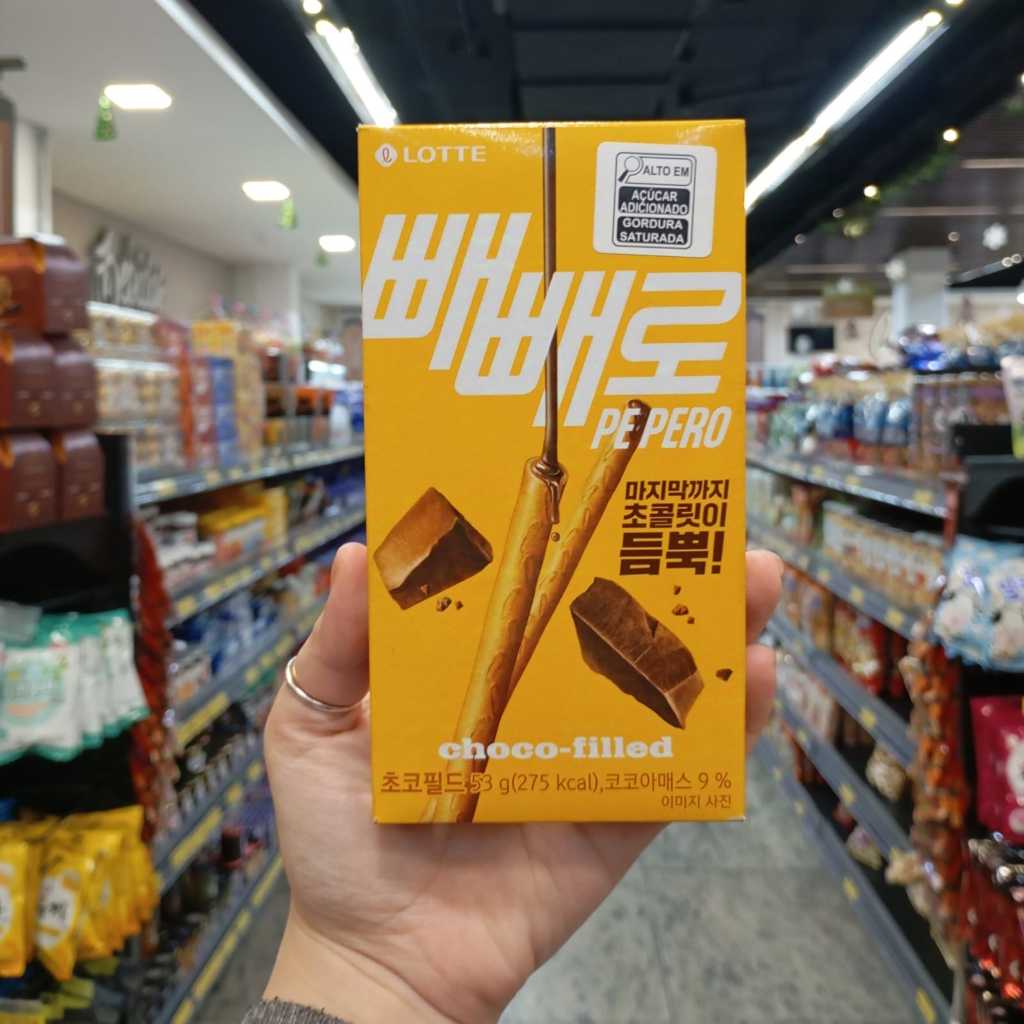 LOTTE
ALTO EM
AÇÚCAR
ADICIONADO
GORDURA
SATURADA
빼빼로
PEPERO
마지막까지
초콜릿이
듬뿍!
choco-filled
초코필드 53 g(275 kcal),코코아매스 9 %
이미지 사진